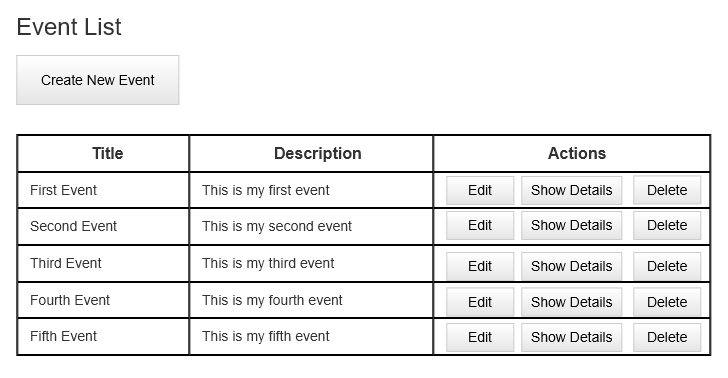 Event List
Create New Event
Title Description Actions
First Event This is my first event Edit Show Details Delete
Second Event This is my second event Edit Show Details Delete
Third Event This is my third event Edit Show Details Delete
Fourth Event This is my fourth event Edit Show Details Delete
Fifth Event This is my fifth event Edit Show Details Delete